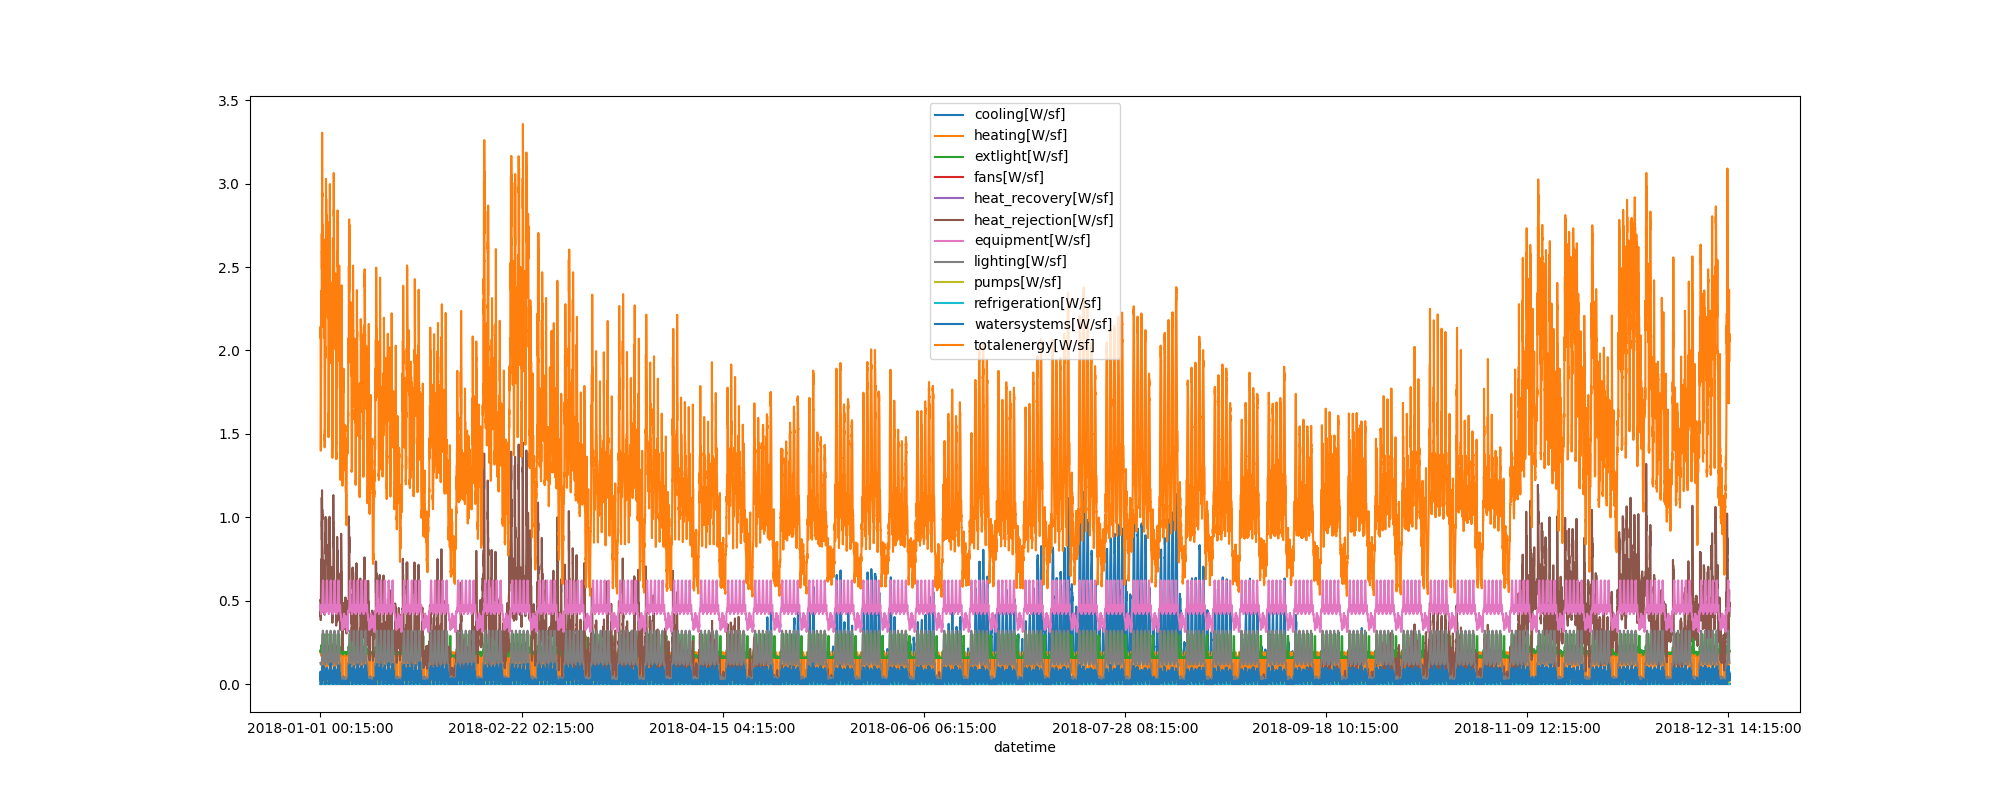 3.5
3.0
2.5
2.0
1.5
1.0
0.5
0.0
cooling[W/sf]
heating[W/sf]
extlight[W/sf]
fans[W/sf]
heat_recovery[W/sf]
heat_rejection[W/sf]
equipment[W/sf]
lighting[W/sf]
pumps[W/sf]
refrigeration[W/sf]
watersystems[W/sf]
totalenergy[W/sf]
2018-01-01 00:15:00
2018-02-22 02:15:00
2018-04-15 04:15:00
2018-06-06 06:15:00
2018-07-28 08:15:00
2018-09-18 10:15:00
2018-11-09 12:15:00
2018-12-31 14:15:00
datetime